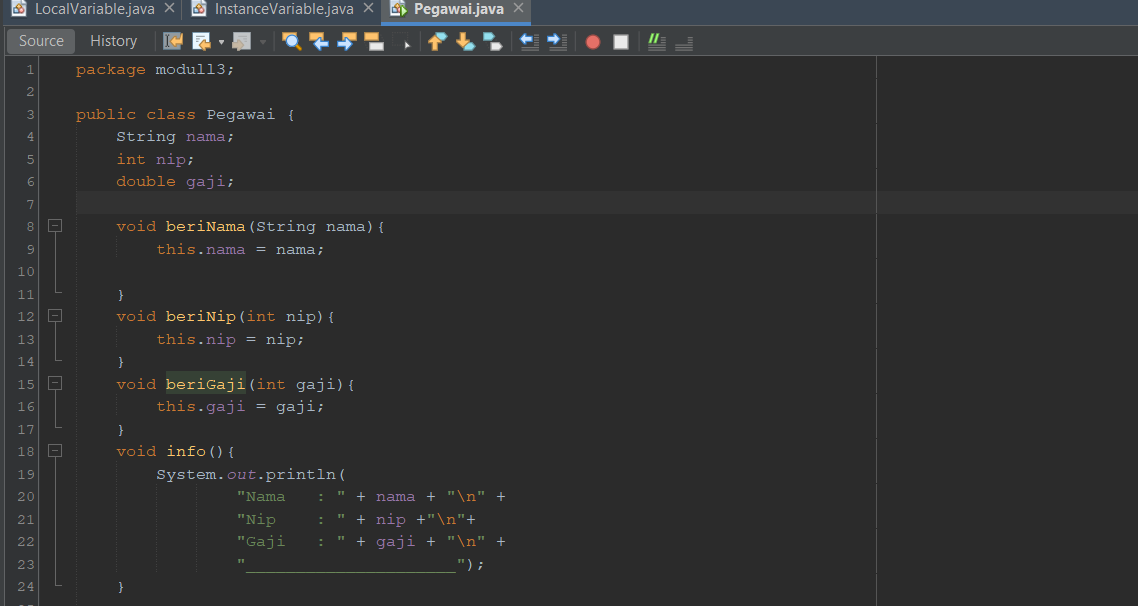 LocalVariable.java × InstanceVariable.java × Pegawai.java ×
Source History
1 package modull3;
2
3 public class Pegawai {
4 String nama;
5 int nip;
6 double gaji;
7
8 void beriNama(String nama){
9 this.nama = nama;
10
11 }
12 void beriNip(int nip){
13 this.nip = nip;
14 }
15 void beriGaji(int gaji){
16 this.gaji = gaji;
17 }
18 void info(){
19 System.out.println(
20 "Nama   : " + nama + "\n" +
21 "Nip    : " + nip +"\n"+
22 "Gaji   : " + gaji + "\n" +
23 "_____________________");
24 }